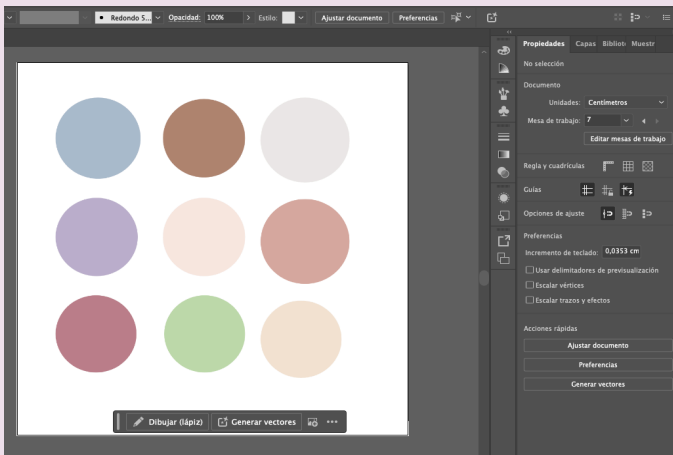 Redondo S... Opacidad: 100% Estilo: Ajustar documento Preferencias
Propiedades Capas Bibliot Muestr
No selección
Documento
Unidades: Centímetros
Mesa de trabajo: 7
Editar mesas de trabajo
Regla y cuadrículas
Guías
Opciones de ajuste
Preferencias
Incremento de teclado: 0,0353 cm
Usar delimitadores de previsualización
Escalar vértices
Escalar trazos y efectos
Acciones rápidas
Ajustar documento
Preferencias
Generar vectores
Dibujar (lápiz) Generar vectores